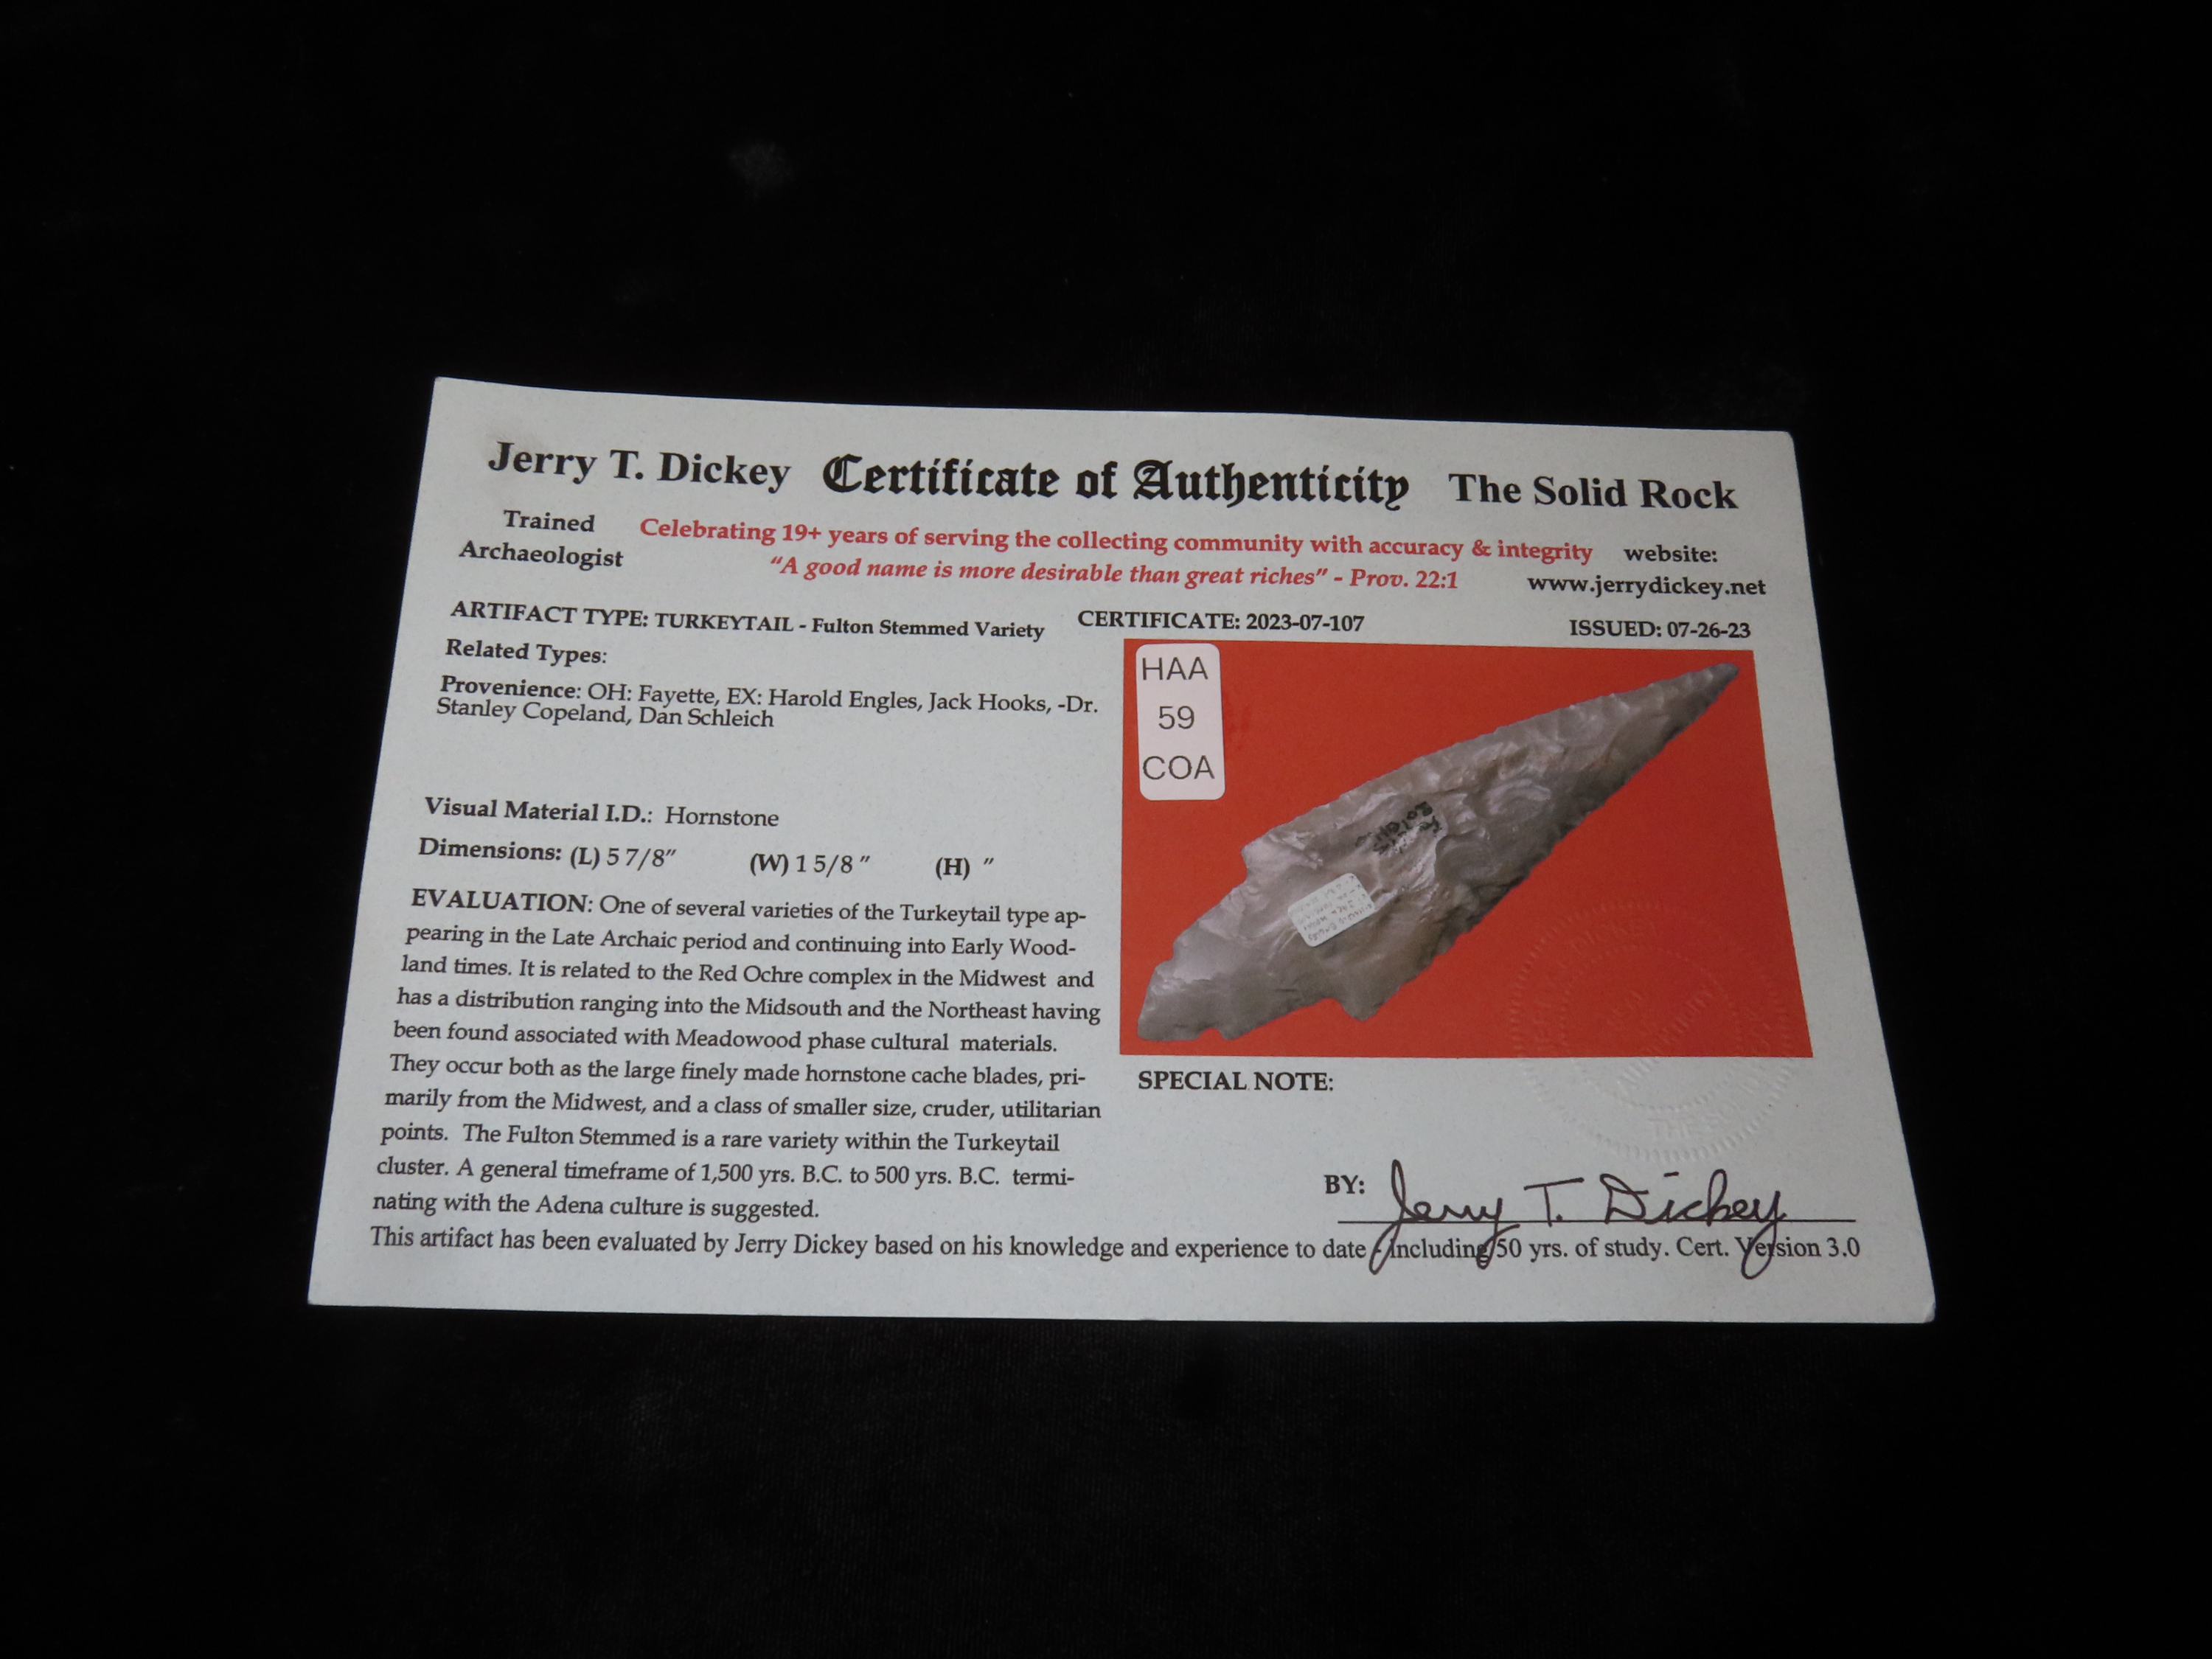 Jerry T. Dickey Certificate of Authenticity The Solid Rock
Trained
Archaeologist
Celebrating 19+ years of serving the collecting community with accuracy & integrity
"A good name is more desirable than great riches" - Prov. 22:1
website:
www.jerrydickey.net
ARTIFACT TYPE: TURKEYTAIL - Fulton Stemmed Variety
CERTIFICATE: 2023-07-107
ISSUED: 07-26-23
Related Types:
Provenience: OH: Fayette, EX: Harold Engles, Jack Hooks, -Dr.
Stanley Copeland, Dan Schleich
Visual Material I.D.: Hornstone
Dimensions: (L) 5 7/8" (W) 1 5/8 " (H) "
EVALUATION: One of several varieties of the Turkeytail type ap-
pearing in the Late Archaic period and continuing into Early Wood-
land times. It is related to the Red Ochre complex in the Midwest and
has a distribution ranging into the Midsouth and the Northeast having
been found associated with Meadowood phase cultural materials.
They occur both as the large finely made hornstone cache blades, pri-
marily from the Midwest, and a class of smaller size, cruder, utilitarian
points. The Fulton Stemmed is a rare variety within the Turkeytail
cluster. A general timeframe of 1,500 yrs. B.C. to 500 yrs. B.C. termi-
nating with the Adena culture is suggested.
HAA
59
COA
SPECIAL NOTE:
BY: Jerry T. Dickey
This artifact has been evaluated by Jerry Dickey based on his knowledge and experience to date - including 50 yrs. of study. Cert. Version 3.0